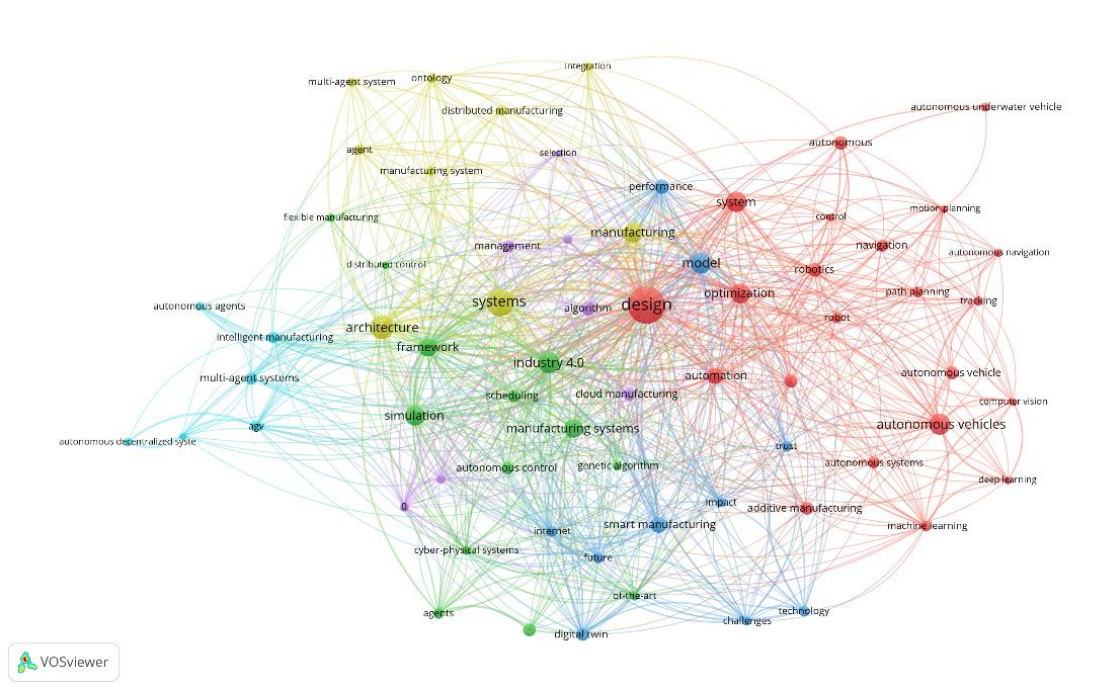 integration
multi-agent system
ontology
autonomous underwater vehicle
distributed manufacturing
autonomous
agent
selection
manufacturing system
performance
system
motion planning
flexible manufacturing
control
manufacturing
management
navigation
autonomous navigation
distributed control
model
robotics
optimization
path planning
autonomous agents
systems
algorithm
design
tracking
robot
architecture
intelligent manufacturing
framework
industry 4.0
multi-agent systems
automation
autonomous vehicle
scheduling
cloud manufacturing
computer vision
simulation
agv
manufacturing systems
autonomous vehicles
autonomous decentralized syste
trust
autonomous control
genetic algorithm
autonomous systems
deep learning
0
impact
additive manufacturing
internet
smart manufacturing
machine learning
cyber-physical systems
future
of-the-art
agents
technology
challenges
digital twin
VOSviewer